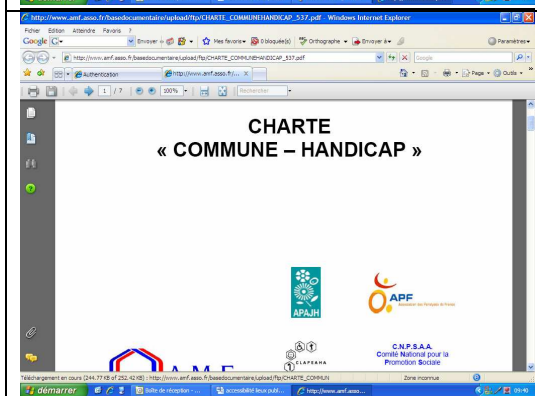 http://www.amf.asso.fr/basedocumentaire/upload/ftp/CHARTE_COMMUNEHANDICAP_537.pdf - Windows Internet Explorer
Fichier Edition Atteindre Favoris ?
Google G Envoyer Mes favoris 0 bloquée(s) Orthographe Envoyer à Paramètres
http://www.amf.asso.fr/basedocumentaire/upload/ftp/CHARTE_COMMUNEHANDICAP_537.pdf Google
Authentication http://www.amf.asso.fr/... X Page Outils
1 / 7 100% Rechercher
CHARTE
« COMMUNE – HANDICAP »
APAJH
APF
Association des Paralysés de France
A M F
CLAPEAHA
C.N.P.S.A.A.
Comité National pour la
Promotion Sociale
Téléchargement en cours (244.77 KB of 252.42 KB) : http://www.amf.asso.fr/basedocumentaire/upload/ftp/CHARTE_COMMUN Zone inconnue
démarrer Boîte de réception - ... accessibilité lieux publ... http://www.amf.asso... 09:40